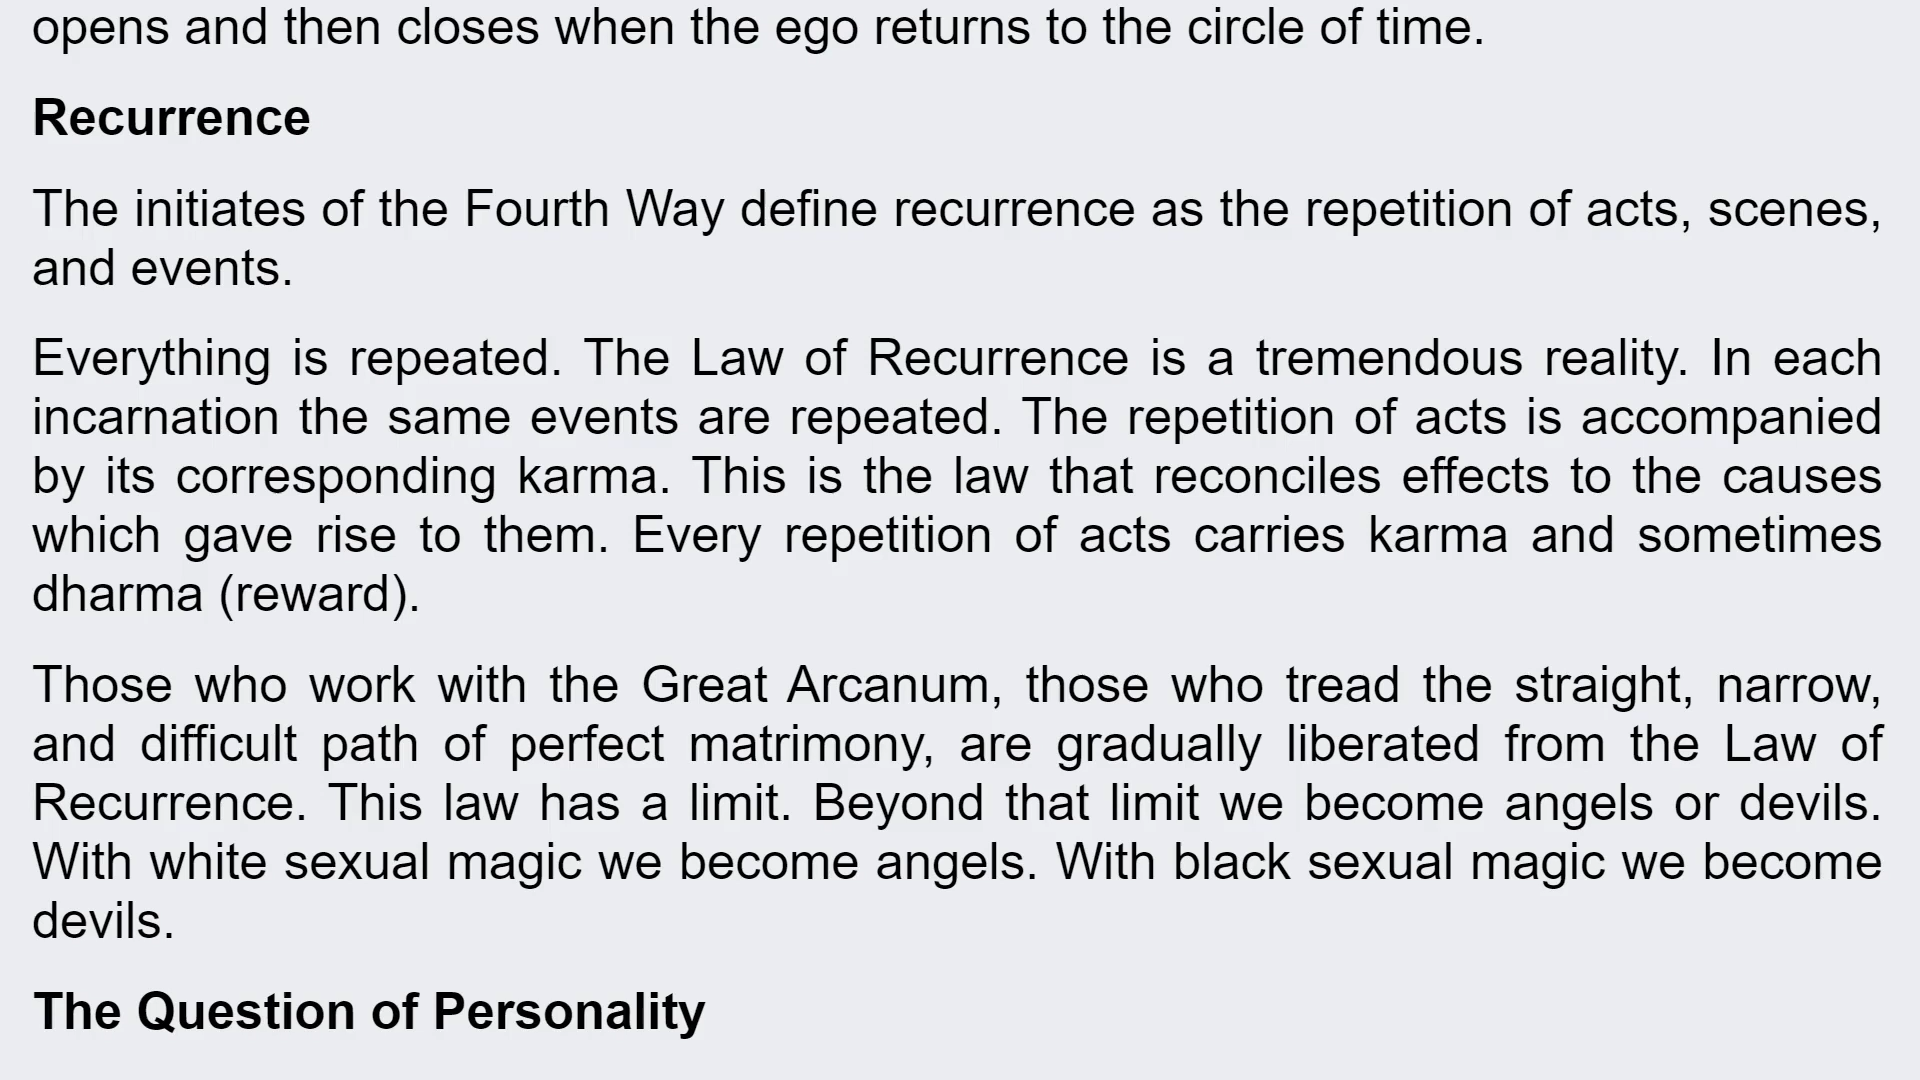 opens and then closes when the ego returns to the circle of time.
Recurrence
The initiates of the Fourth Way define recurrence as the repetition of acts, scenes,
and events.
Everything is repeated. The Law of Recurrence is a tremendous reality. In each
incarnation the same events are repeated. The repetition of acts is accompanied
by its corresponding karma. This is the law that reconciles effects to the causes
which gave rise to them. Every repetition of acts carries karma and sometimes
dharma (reward).
Those who work with the Great Arcanum, those who tread the straight, narrow,
and difficult path of perfect matrimony, are gradually liberated from the Law of
Recurrence. This law has a limit. Beyond that limit we become angels or devils.
With white sexual magic we become angels. With black sexual magic we become
devils.
The Question of Personality